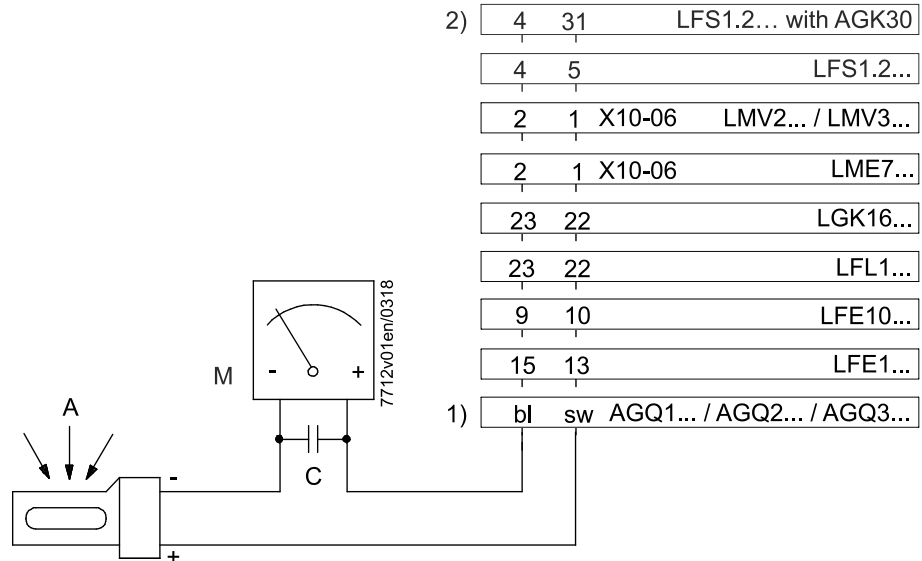 2) 4 31 LFS1.2... with AGK30
4 5 LFS1.2...
2 1 X10-06 LMV2... / LMV3...
2 1 X10-06 LME7...
23 22 LGK16...
23 22 LFL1...
9 10 LFE10...
15 13 LFE1...
1) bl sw AGQ1... / AGQ2... / AGQ3...
M - +
7712v01en/0318
A
C
-
+